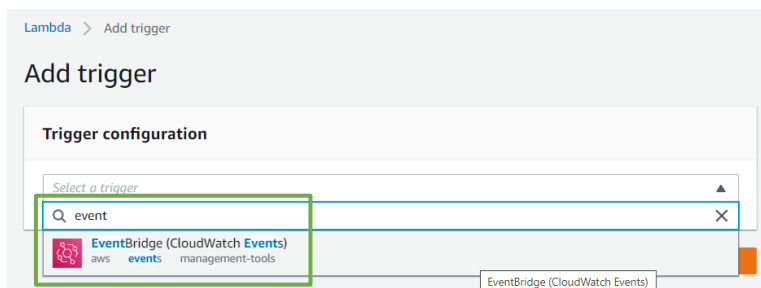 Lambda > Add trigger
Add trigger
Trigger configuration
Select a trigger
event
EventBridge (CloudWatch Events)
aws events management-tools
EventBridge (CloudWatch Events)